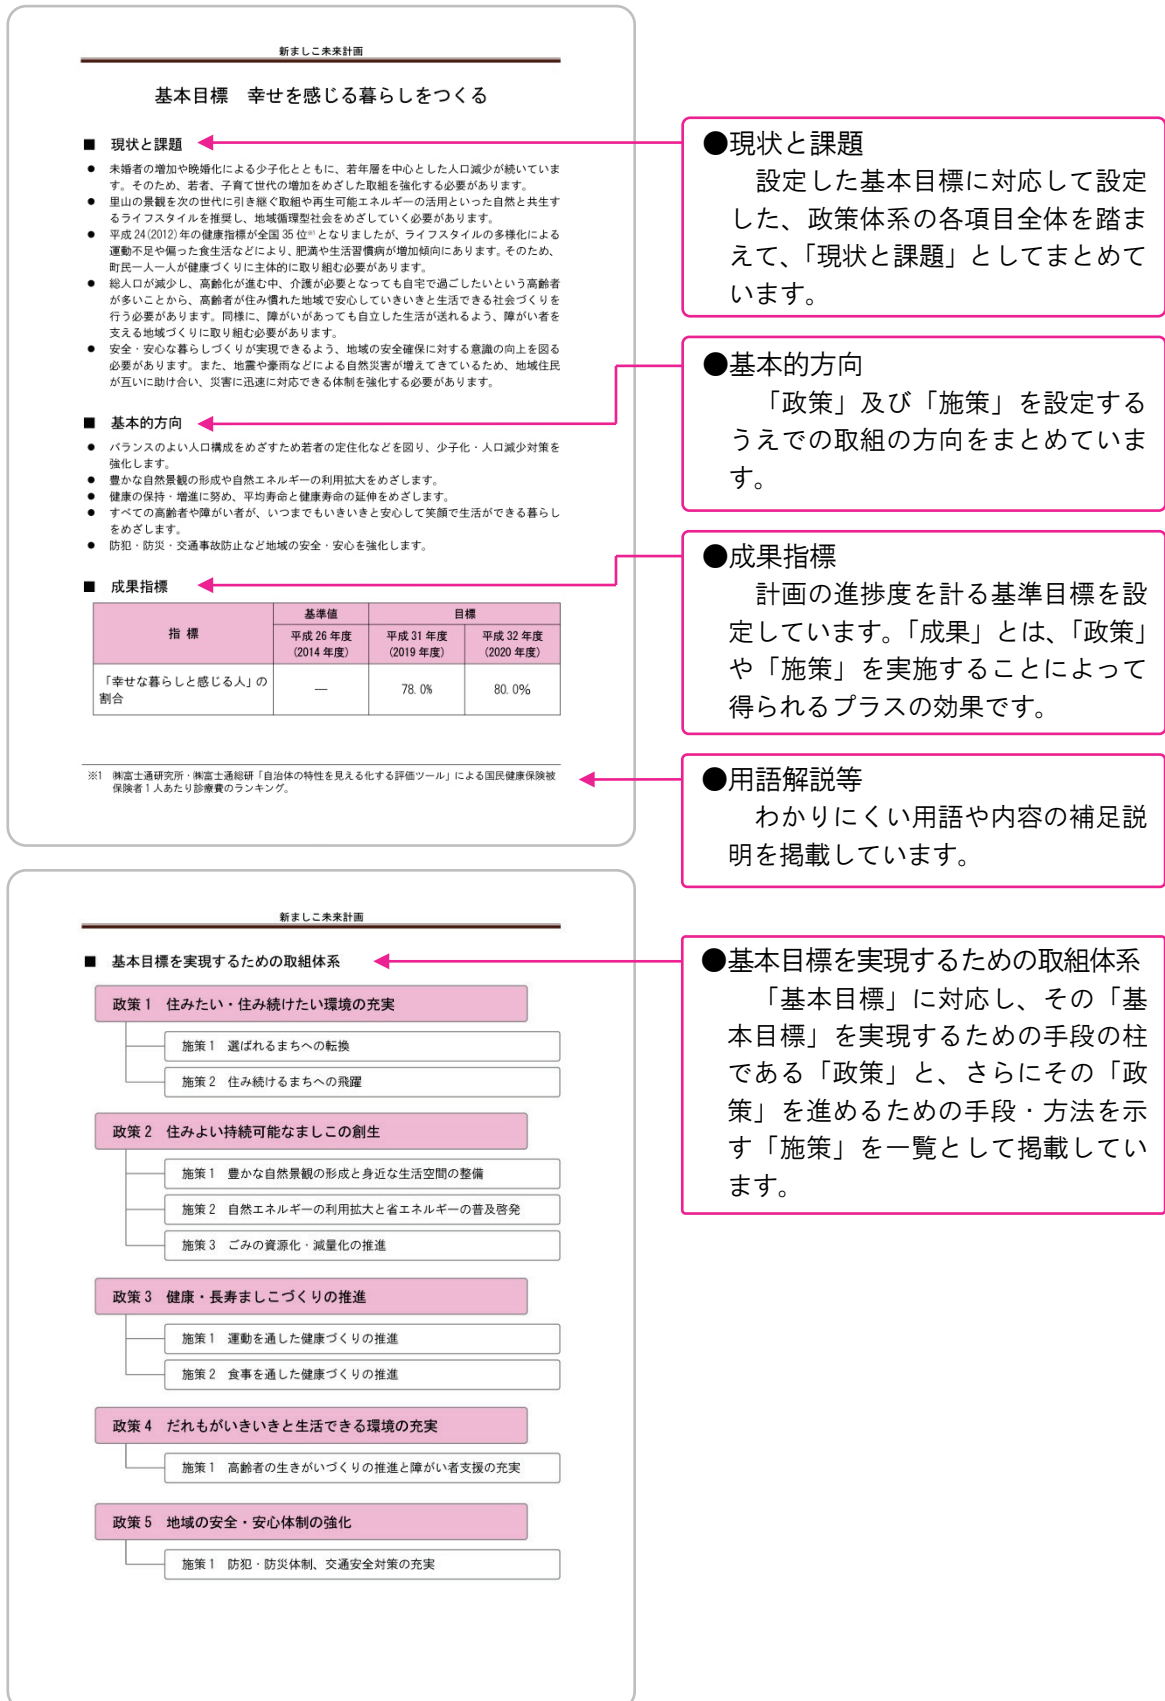 新ましこ未来計画
基本目標　幸せを感じる暮らしをつくる
■　現状と課題
●　未婚者の増加や晩婚化による少子化とともに、若年層を中心とした人口減少が続いていま
す。そのため、若者、子育て世代の増加をめざした取組を強化する必要があります。
●　里山の景観を次の世代に引き継ぐ取組や再生可能エネルギーの活用といった自然と共生す
るライフスタイルを推奨し、地域循環型社会をめざしていく必要があります。
●　平成 24(2012)年の健康指標が全国 35 位※1となりましたが、ライフスタイルの多様化による
運動不足や偏った食生活などにより、肥満や生活習慣病が増加傾向にあります。そのため、
町民一人一人が健康づくりに主体的に取り組む必要があります。
●　総人口が減少し、高齢化が進む中、介護が必要となっても自宅で過ごしたいという高齢者
が多いことから、高齢者が住み慣れた地域で安心していきいきと生活できる社会づくりを
行う必要があります。同様に、障がいがあっても自立した生活が送れるよう、障がい者を
支える地域づくりに取り組む必要があります。
●　安全・安心な暮らしづくりが実現できるよう、地域の安全確保に対する意識の向上を図る
必要があります。また、地震や豪雨などによる自然災害が増えてきているため、地域住民
が互いに助け合い、災害に迅速に対応できる体制を強化する必要があります。
■　基本的方向
●　バランスのよい人口構成をめざすため若者の定住化などを図り、少子化・人口減少対策を
強化します。
●　豊かな自然景観の形成や自然エネルギーの利用拡大をめざします。
●　健康の保持・増進に努め、平均寿命と健康寿命の延伸をめざします。
●　すべての高齢者や障がい者が、いつまでもいきいきと安心して笑顔で生活ができる暮らし
をめざします。
●　防犯・防災・交通事故防止など地域の安全・安心を強化します。
■　成果指標
指 標　基準値　目標
平成 26 年度　平成 31 年度　平成 32 年度
(2014 年度)　(2019 年度)　(2020 年度)
「幸せな暮らしと感じる人」の
割合　―　78.0%　80.0%
※1　㈱富士通研究所・㈱富士通総研「自治体の特性を見える化する評価ツール」による国民健康保険被
保険者１人あたり診療費のランキング。
●現状と課題
設定した基本目標に対応して設定
した、政策体系の各項目全体を踏ま
えて、「現状と課題」としてまとめて
います。
●基本的方向
「政策」及び「施策」を設定する
うえでの取組の方向をまとめていま
す。
●成果指標
計画の進捗度を計る基準目標を設
定しています。「成果」とは、「政策」
や「施策」を実施することによって
得られるプラスの効果です。
●用語解説等
わかりにくい用語や内容の補足説
明を掲載しています。
新ましこ未来計画
■　基本目標を実現するための取組体系
政策１　住みたい・住み続けたい環境の充実
施策１　選ばれるまちへの転換
施策２　住み続けるまちへの飛躍
政策２　住みよい持続可能なましこの創生
施策１　豊かな自然景観の形成と身近な生活空間の整備
施策２　自然エネルギーの利用拡大と省エネルギーの普及啓発
施策３　ごみの資源化・減量化の推進
政策３　健康・長寿ましこづくりの推進
施策１　運動を通した健康づくりの推進
施策２　食事を通した健康づくりの推進
政策４　だれもがいきいきと生活できる環境の充実
施策１　高齢者の生きがいづくりの推進と障がい者支援の充実
政策５　地域の安全・安心体制の強化
施策１　防犯・防災体制、交通安全対策の充実
●基本目標を実現するための取組体系
「基本目標」に対応し、その「基
本目標」を実現するための手段の柱
である「政策」と、さらにその「政
策」を進めるための手段・方法を示
す「施策」を一覧として掲載してい
ます。